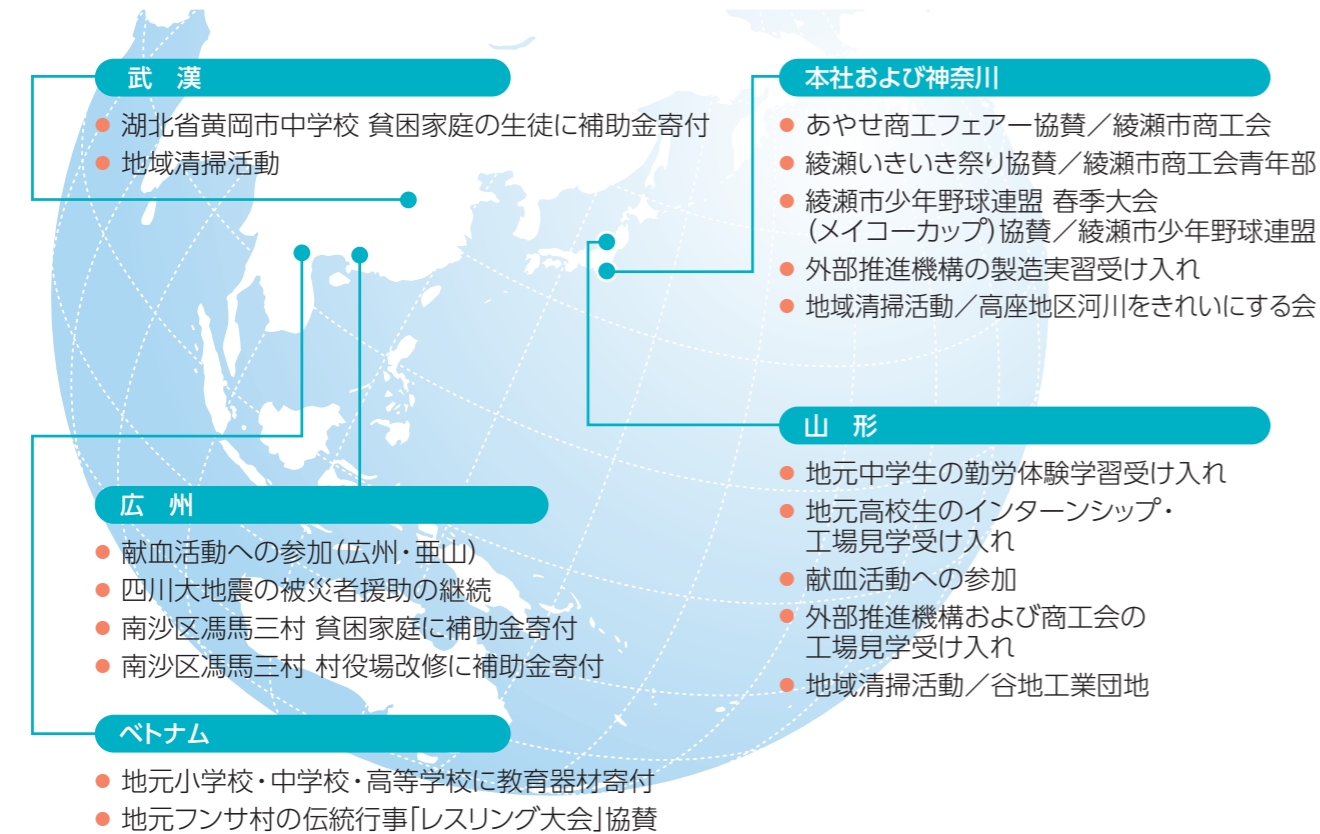 武 漢
● 湖北省黄岡市中学校 貧困家庭の生徒に補助金寄付
● 地域清掃活動
広 州
● 献血活動への参加(広州・亜山)
● 四川大地震の被災者援助の継続
● 南沙区馮馬三村 貧困家庭に補助金寄付
● 南沙区馮馬三村 村役場改修に補助金寄付
ベトナム
● 地元小学校・中学校・高等学校に教育器材寄付
● 地元フンサ村の伝統行事「レスリング大会」協賛
本社および神奈川
● あやせ商工フェアー協賛／綾瀬市商工会
● 綾瀬いきいき祭り協賛／綾瀬市商工会青年部
● 綾瀬市少年野球連盟 春季大会
(メイコーカップ)協賛／綾瀬市少年野球連盟
● 外部推進機構の製造実習受け入れ
● 地域清掃活動／高座地区河川をきれいにする会
山 形
● 地元中学生の勤労体験学習受け入れ
● 地元高校生のインターンシップ・
工場見学受け入れ
● 献血活動への参加
● 外部推進機構および商工会の
工場見学受け入れ
● 地域清掃活動／谷地工業団地